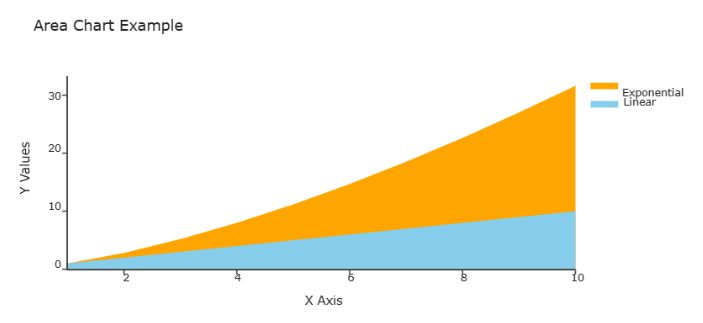 Area Chart Example
Exponential
Linear
30
20
10
0
Y Values
2 4 6 8 10
X Axis